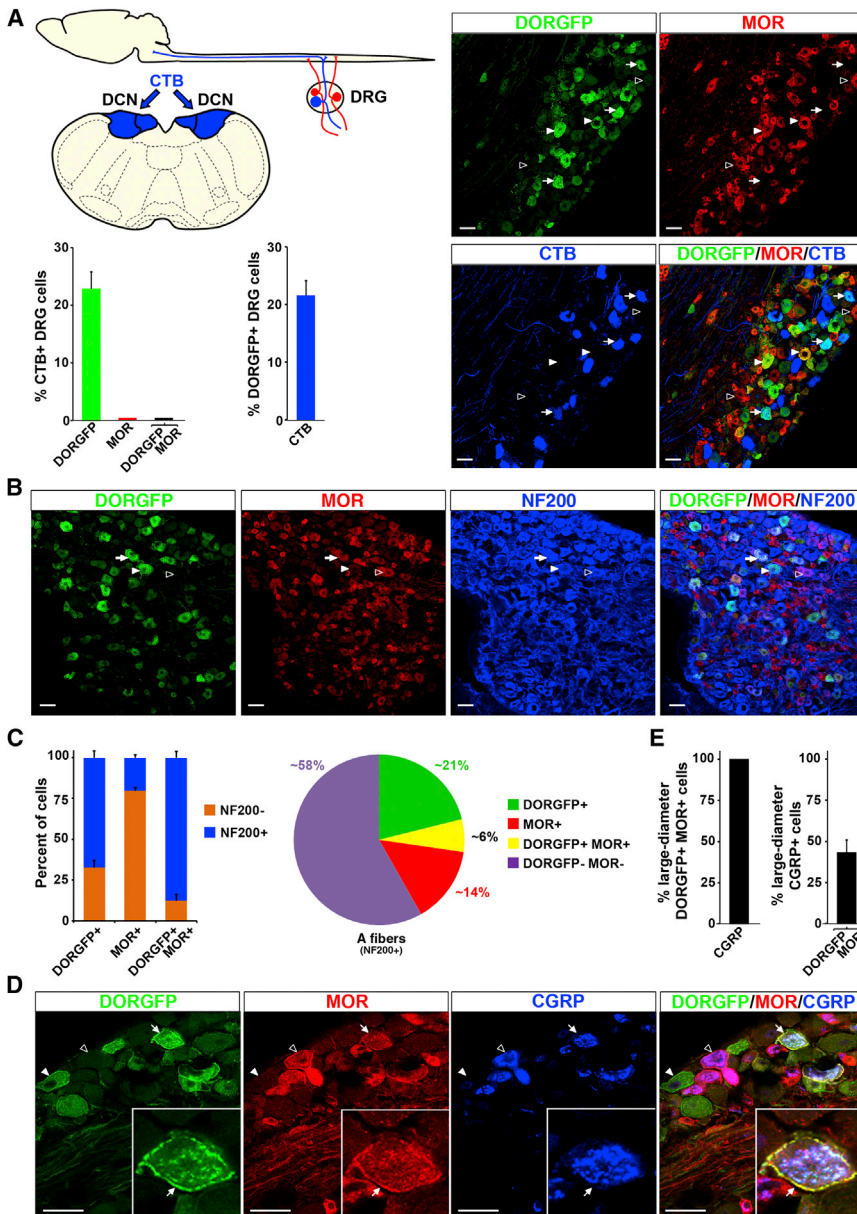 A
CTB
DCN
DCN
DRG
30
20
10
0
% CTB+ DRG cells
DORGFP
MOR
DORGFP
MOR
30
20
10
0
% DORGFP+ DRG cells
CTB
DORGFP
MOR
CTB
DORGFP/MOR/CTB
B
DORGFP
MOR
NF200
DORGFP/MOR/NF200
C
100
75
50
25
0
Percent of cells
DORGFP+
MOR+
DORGFP+
MOR+
NF200-
NF200+
~58%
~21%
~6%
~14%
A fibers
(NF200+)
DORGFP+
MOR+
DORGFP+ MOR+
DORGFP- MOR-
E
100
75
50
25
0
% large-diameter
DORGFP+ MOR+ cells
CGRP
100
75
50
25
0
% large-diameter
CGRP+ cells
DORGFP
MOR
D
DORGFP
MOR
CGRP
DORGFP/MOR/CGRP